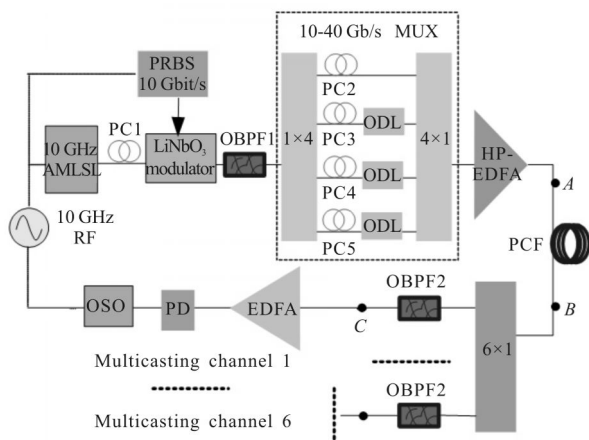 10-40 Gb/s MUX
PRBS
10 Gbit/s
PC2
PC1
OBPF1
1×4
PC3
ODL
4×1
10 GHz
AMLSL
LiNbO₃
modulator
HP-
EDFA
A
PC4
ODL
10 GHz
RF
PC5
ODL
PCF
OBPF2
B
OSO
PD
EDFA
C
6×1
Multicasting channel 1
OBPF2
Multicasting channel 6